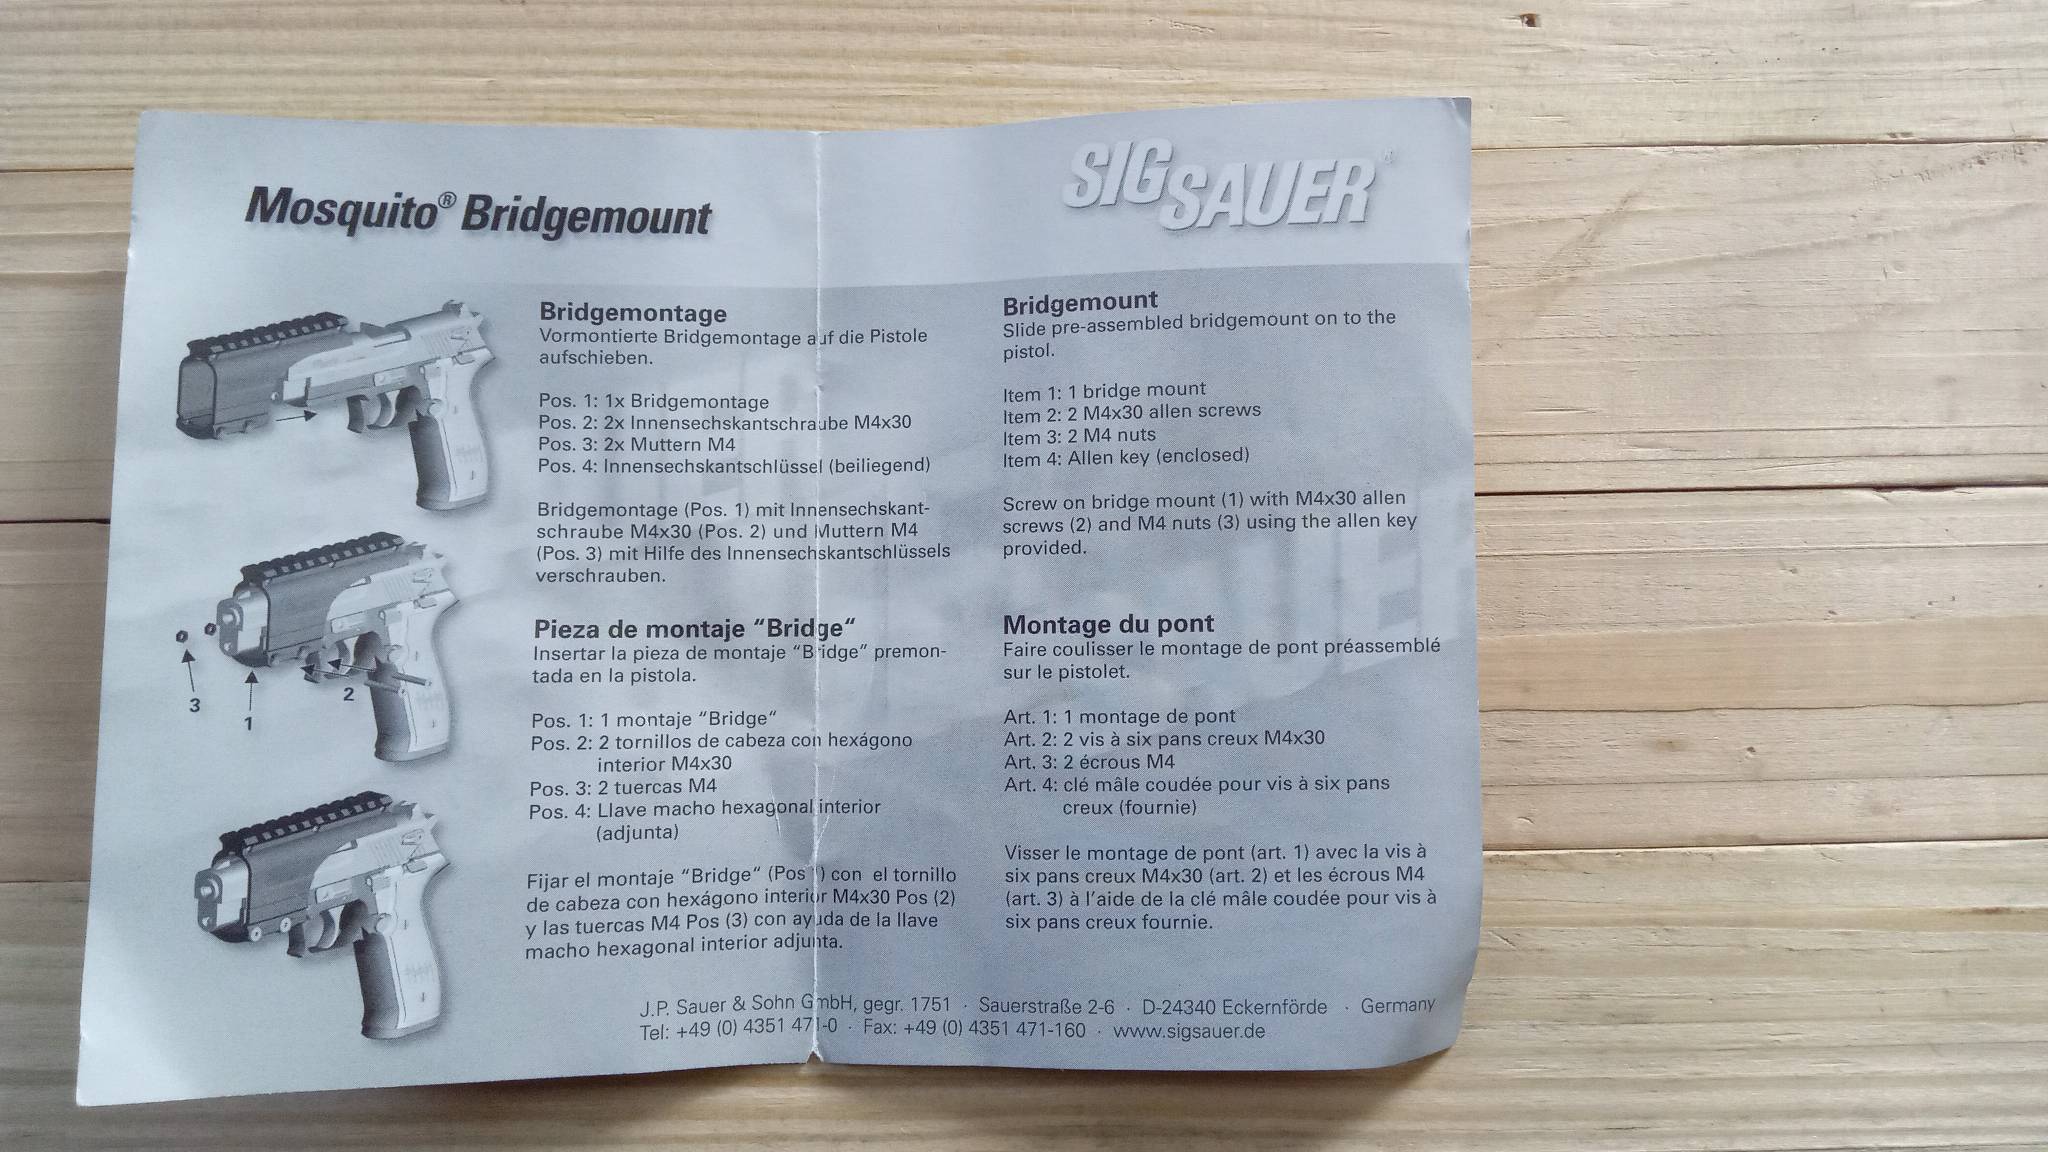 Mosquito® Bridgemount
SIG SAUER
Bridgemontage
Vormontierte Bridgemontage auf die Pistole
aufschieben.
Pos. 1: 1x Bridgemontage
Pos. 2: 2x Innensechskantschraube M4x30
Pos. 3: 2x Muttern M4
Pos. 4: Innensechskantschlüssel (beiliegend)
Bridgemontage (Pos. 1) mit Innensechskant-
schraube M4x30 (Pos. 2) und Muttern M4
(Pos. 3) mit Hilfe des Innensechskantschlüssels
verschrauben.
Bridgemount
Slide pre-assembled bridgemount on to the
pistol.
Item 1: 1 bridge mount
Item 2: 2 M4x30 allen screws
Item 3: 2 M4 nuts
Item 4: Allen key (enclosed)
Screw on bridge mount (1) with M4x30 allen
screws (2) and M4 nuts (3) using the allen key
provided.
3
1
2
Pieza de montaje “Bridge“
Insertar la pieza de montaje “Bridge” premon-
tada en la pistola.
Pos. 1: 1 montaje “Bridge“
Pos. 2: 2 tornillos de cabeza con hexágono
interior M4x30
Pos. 3: 2 tuercas M4
Pos. 4: Llave macho hexagonal interior
(adjunta)
Fijar el montaje “Bridge“ (Pos 1) con el tornillo
de cabeza con hexágono interior M4x30 Pos (2)
y las tuercas M4 Pos (3) con ayuda de la llave
macho hexagonal interior adjunta.
Montage du pont
Faire coulisser le montage de pont préassemblé
sur le pistolet.
Art. 1: 1 montage de pont
Art. 2: 2 vis à six pans creux M4x30
Art. 3: 2 écrous M4
Art. 4: clé mâle coudée pour vis à six pans
creux (fournie)
Visser le montage de pont (art. 1) avec la vis à
six pans creux M4x30 (art. 2) et les écrous M4
(art. 3) à l’aide de la clé mâle coudée pour vis à
six pans creux fournie.
J.P. Sauer & Sohn GmbH, gegr. 1751 · Sauerstraße 2-6 · D-24340 Eckernförde · Germany
Tel: +49 (0) 4351 471-0 · Fax: +49 (0) 4351 471-160 · www.sigsauer.de